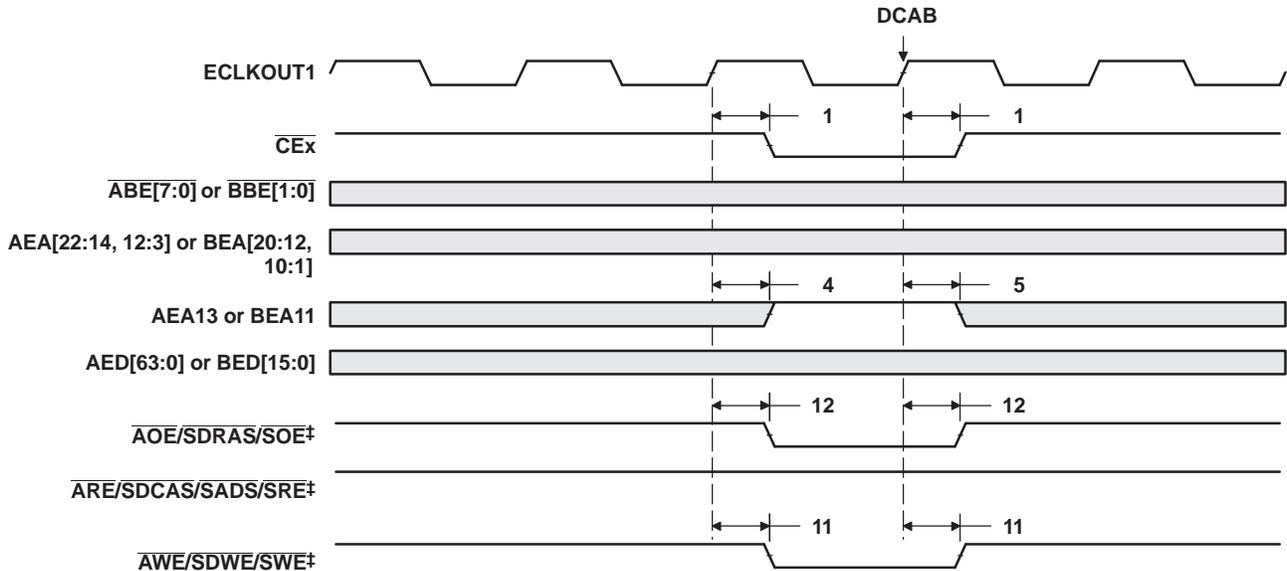 DCAB
ECLKOUT1
1 1
CEx
ABE[7:0] or BBE[1:0]
AEA[22:14, 12:3] or BEA[20:12,
10:1]
4 5
AEA13 or BEA11
AED[63:0] or BED[15:0]
12 12
AOE/SDRAS/SOE‡
ARE/SDCAS/SADS/SRE‡
11 11
AWE/SDWE/SWE‡